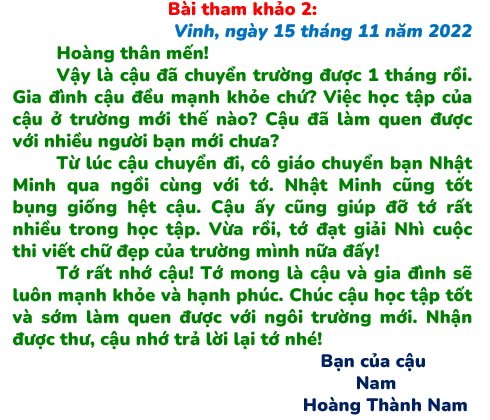 Bài tham khảo 2:
Vinh, ngày 15 tháng 11 năm 2022
Hoàng thân mến!
Vậy là cậu đã chuyển trường được 1 tháng rồi.
Gia đình cậu đều mạnh khỏe chứ? Việc học tập của
cậu ở trường mới thế nào? Cậu đã làm quen được
với nhiều người bạn mới chưa?
Từ lúc cậu chuyển đi, cô giáo chuyển bạn Nhật
Minh qua ngồi cùng với tớ. Nhật Minh cũng tốt
bụng giống hệt cậu. Cậu ấy cũng giúp đỡ tớ rất
nhiều trong học tập. Vừa rồi, tớ đạt giải Nhì cuộc
thi viết chữ đẹp của trường mình nữa đấy!
Tớ rất nhớ cậu! Tớ mong là cậu và gia đình sẽ
luôn mạnh khỏe và hạnh phúc. Chúc cậu học tập tốt
và sớm làm quen được với ngôi trường mới. Nhận
được thư, cậu nhớ trả lời lại tớ nhé!
Bạn của cậu
Nam
Hoàng Thành Nam